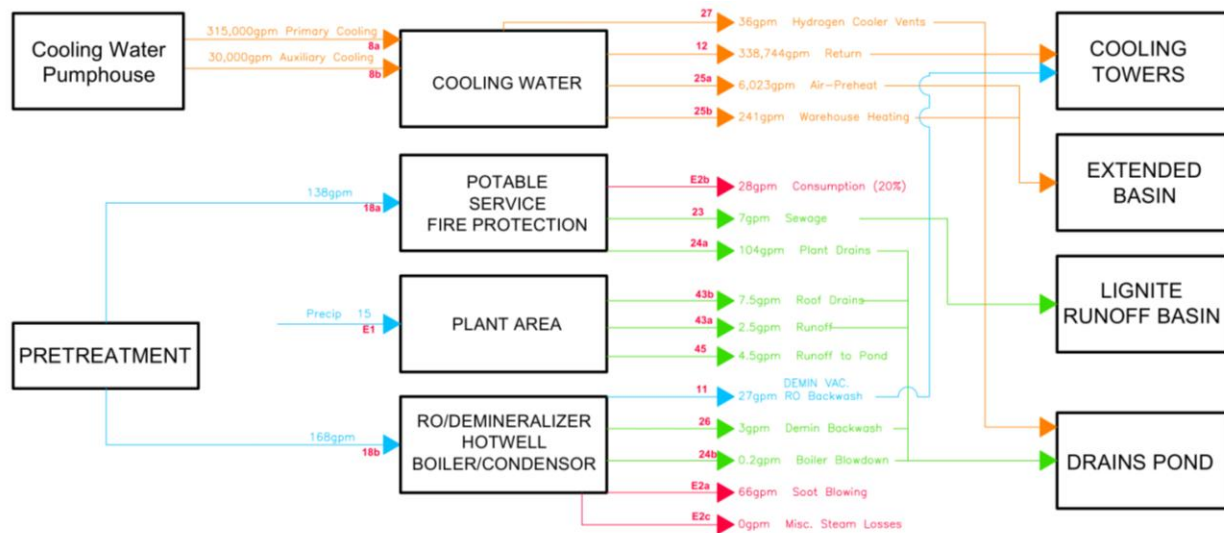 Cooling Water
Pumphouse
315,000gpm Primary Cooling
8a
30,000gpm Auxiliary Cooling
8b
COOLING WATER
27
36gpm Hydrogen Cooler Vents
12
338,744gpm Return
25a
6,023gpm Air-Preheat
25b
241gpm Warehouse Heating
COOLING
TOWERS
EXTENDED
BASIN
138gpm
18a
POTABLE
SERVICE
FIRE PROTECTION
E2b
28gpm Consumption (20%)
23
7gpm Sewage
24a
104gpm Plant Drains
LIGNITE
RUNOFF BASIN
PRETREATMENT
Precip 15
E1
PLANT AREA
43b
7.5gpm Roof Drains
43a
2.5gpm Runoff
45
4.5gpm Runoff to Pond
168gpm
18b
RO/DEMINERALIZER
HOTWELL
BOILER/CONDENSOR
11
DEMIN VAC.
27gpm RO Backwash
26
3gpm Demin Backwash
24b
0.2gpm Boiler Blowdown
E2a
66gpm Soot Blowing
E2c
0gpm Misc. Steam Losses
DRAINS POND